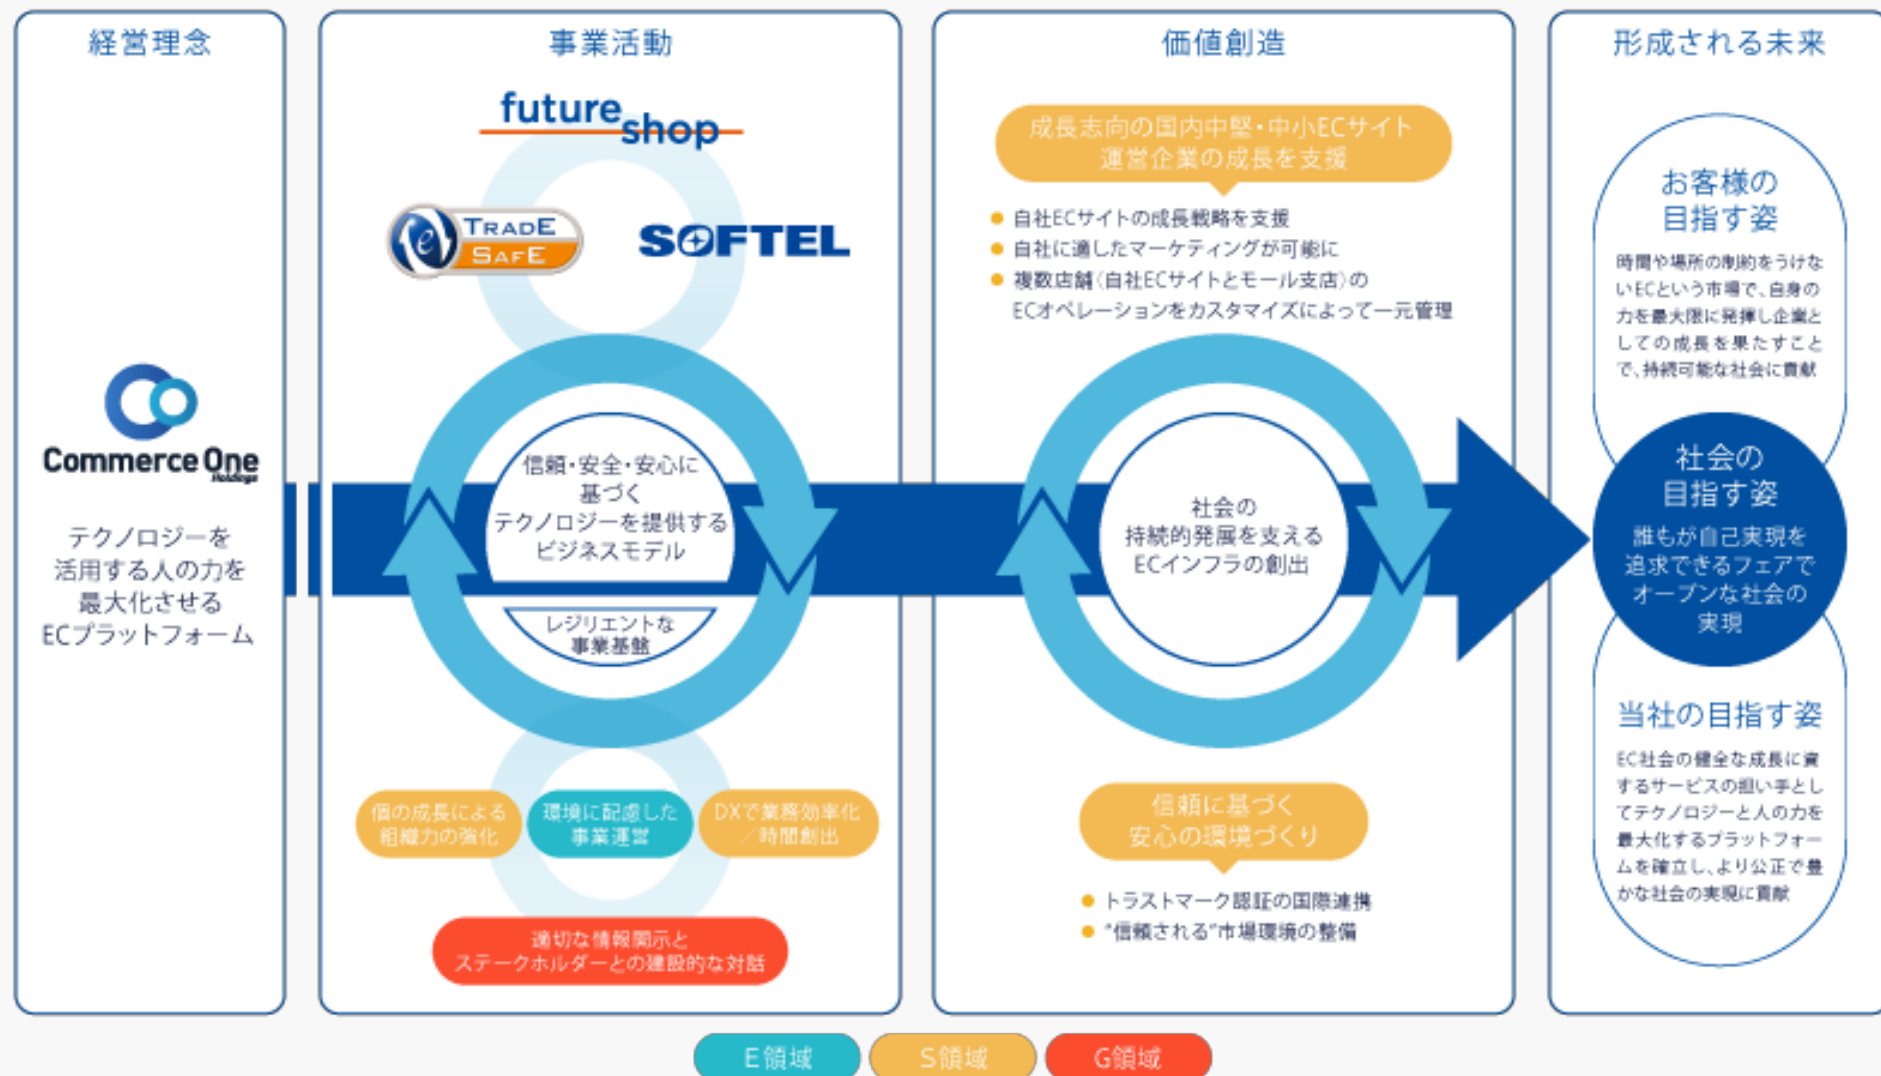 経営理念
Commerce One
Holdings
テクノロジーを
活用する人の力を
最大化させる
ECプラットフォーム
事業活動
future
shop
TRADE
SAFE
SOFTEL
信頼・安全・安心に
基づく
テクノロジーを提供する
ビジネスモデル
レジリエントな
事業基盤
個の成長による
組織力の強化
環境に配慮した
事業運営
DXで業務効率化
／時間創出
適切な情報開示と
ステークホルダーとの建設的な対話
価値創造
成長志向の国内中堅・中小ECサイト
運営企業の成長を支援
● 自社ECサイトの成長戦略を支援
● 自社に適したマーケティングが可能に
● 複数店舗（自社ECサイトとモール支店）の
ECオペレーションをカスタマイズによって一元管理
社会の
持続的発展を支える
ECインフラの創出
信頼に基づく
安心の環境づくり
● トラストマーク認証の国際連携
● “信頼される”市場環境の整備
形成される未来
お客様の
目指す姿
時間や場所の制約をうけな
いECという市場で、自身の
力を最大限に発揮し企業と
しての成長を果たすこと
で、持続可能な社会に貢献
社会の
目指す姿
誰もが自己実現を
追求できるフェアで
オープンな社会の
実現
当社の目指す姿
EC社会の健全な成長に資
するサービスの担い手とし
てテクノロジーと人の力を
最大化するプラットフォー
ムを確立し、より公正で豊
かな社会の実現に貢献
E領域
S領域
G領域